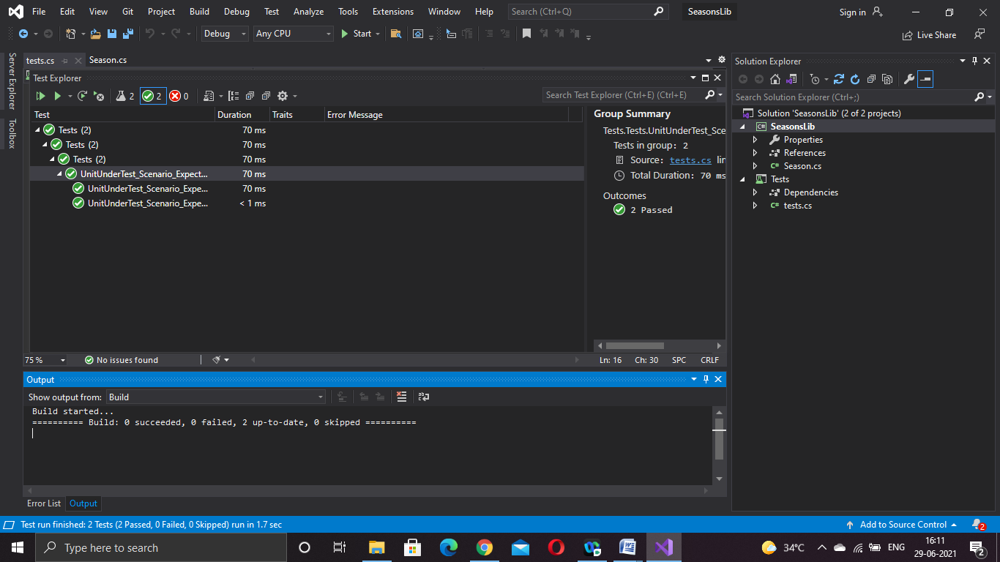 File Edit View Git Project Build Debug Test Analyze Tools Extensions Window Help Search (Ctrl+Q) SeasonsLib Sign in
Debug Any CPU Start Live Share
Server Explorer
Toolbox
tests.cs Season.cs
Test Explorer
2 2 0 Search Test Explorer (Ctrl+E) (Ctrl+E)
Test Duration Traits Error Message
Tests (2) 70 ms
Tests (2) 70 ms
Tests (2) 70 ms
UnitUnderTest_Scenario_Expect... 70 ms
UnitUnderTest_Scenario_Expe... 70 ms
UnitUnderTest_Scenario_Expe... < 1 ms
Group Summary
Tests.Tests.UnitUnderTest_Sce
Tests in group: 2
Source: tests.cs lin
Total Duration: 70 ms
Outcomes
2 Passed
75 % No issues found Ln: 16 Ch: 30 SPC CRLF
Output
Show output from: Build
Build started...
========== Build: 0 succeeded, 0 failed, 2 up-to-date, 0 skipped ==========
Error List Output
Solution Explorer
Search Solution Explorer (Ctrl+;)
Solution 'SeasonsLib' (2 of 2 projects)
C# SeasonsLib
Properties
References
C# Season.cs
Tests
Dependencies
C# tests.cs
Test run finished: 2 Tests (2 Passed, 0 Failed, 0 Skipped) run in 1.7 sec Add to Source Control 2
Type here to search 34°C ENG 16:11
29-06-2021 2